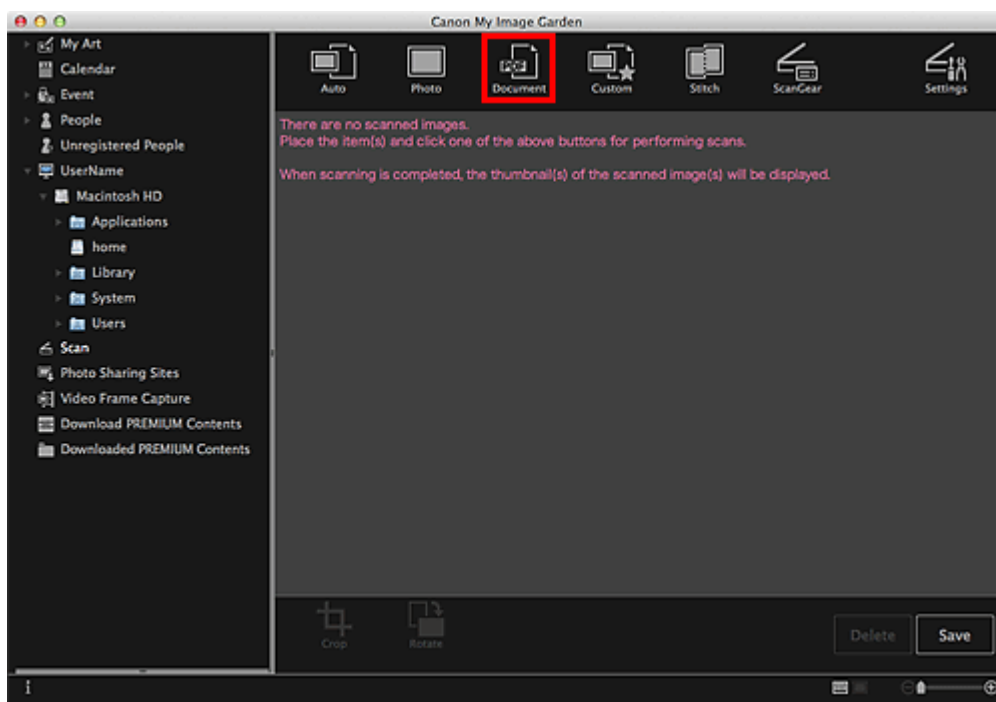 Canon My Image Garden
My Art
Calendar
Event
People
Unregistered People
UserName
Macintosh HD
Applications
home
Library
System
Users
Scan
Photo Sharing Sites
Video Frame Capture
Download PREMIUM Contents
Downloaded PREMIUM Contents
Auto
Photo
PDF
Document
Custom
Stitch
ScanGear
Settings
There are no scanned images.
Place the item(s) and click one of the above buttons for performing scans.
When scanning is completed, the thumbnail(s) of the scanned image(s) will be displayed.
Crop
Rotate
Delete
Save